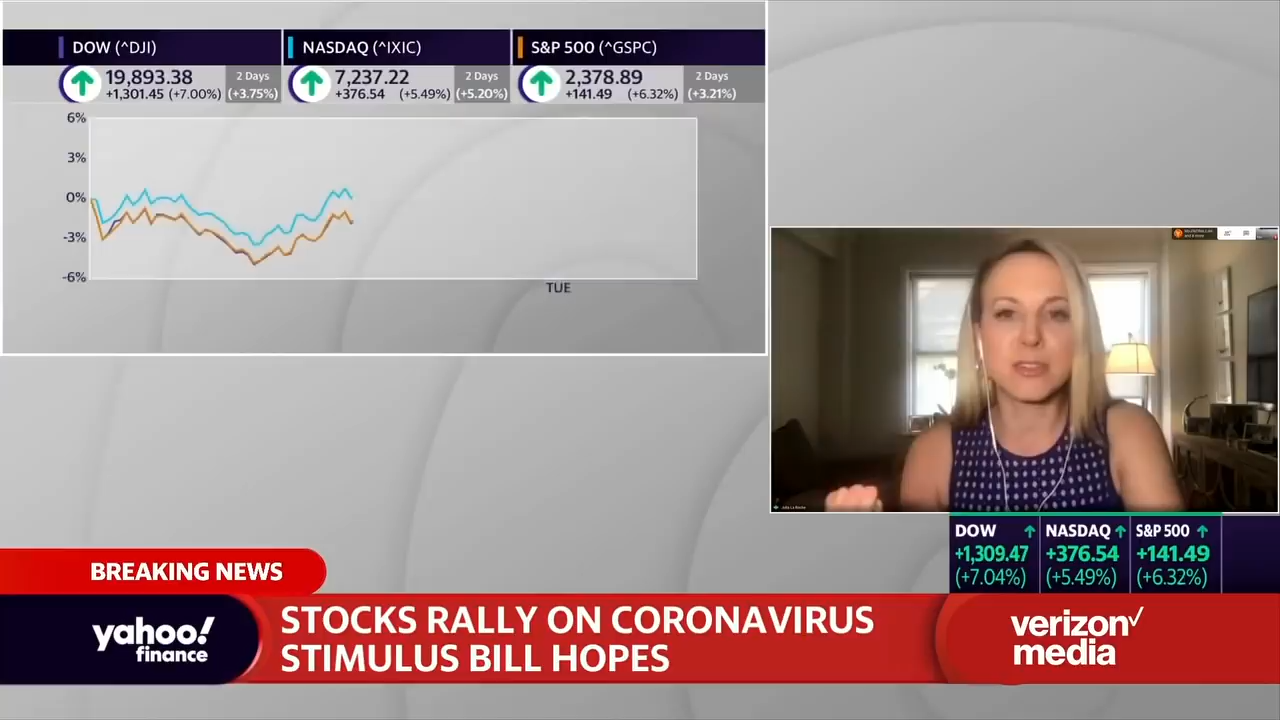 DOW (^DJI)
19,893.38
+1,301.45 (+7.00%)
2 Days
(+3.75%)
NASDAQ (^IXIC)
7,237.22
+376.54 (+5.49%)
2 Days
(+5.20%)
S&P 500 (^GSPC)
2,378.89
+141.49 (+6.32%)
2 Days
(+3.21%)
6%
3%
0%
-3%
-6%
TUE
Julia La Roche
DOW
+1,309.47
(+7.04%)
NASDAQ
+376.54
(+5.49%)
S&P 500
+141.49
(+6.32%)
BREAKING NEWS
yahoo!
finance
STOCKS RALLY ON CORONAVIRUS
STIMULUS BILL HOPES
verizon
media